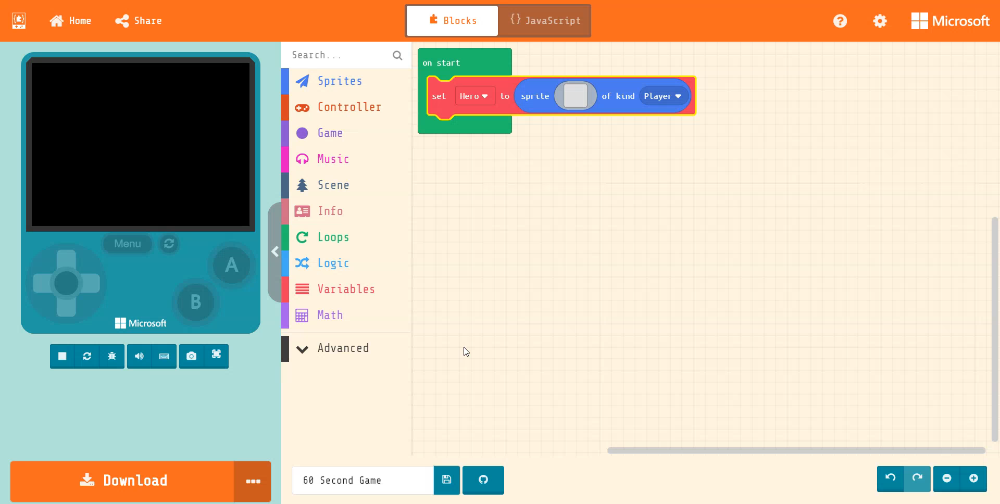 Home
Share
Blocks
{} JavaScript
Microsoft
Search...
Sprites
Controller
Game
Music
Scene
Info
Loops
Logic
Variables
Math
Advanced
on start
set Hero to sprite of kind Player
Menu
A
B
Microsoft
Download
60 Second Game